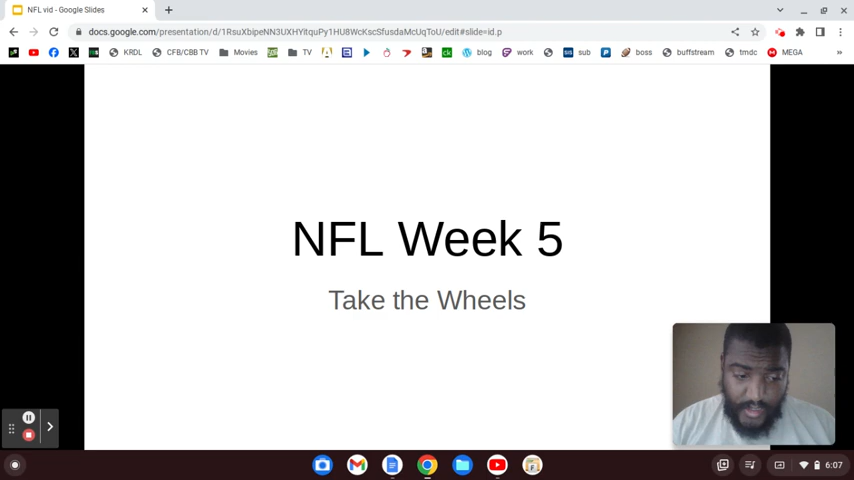 NFL vid - Google Slides
docs.google.com/presentation/d/1RsuXbipeNN3UXHYitquPy1HU8WcKscSfusdaMcUqToU/edit#slide=id.p
KRDL CFB/CBB TV Movies TV blog work sub boss buffstream tmdc MEGA
NFL Week 5
Take the Wheels
6:07